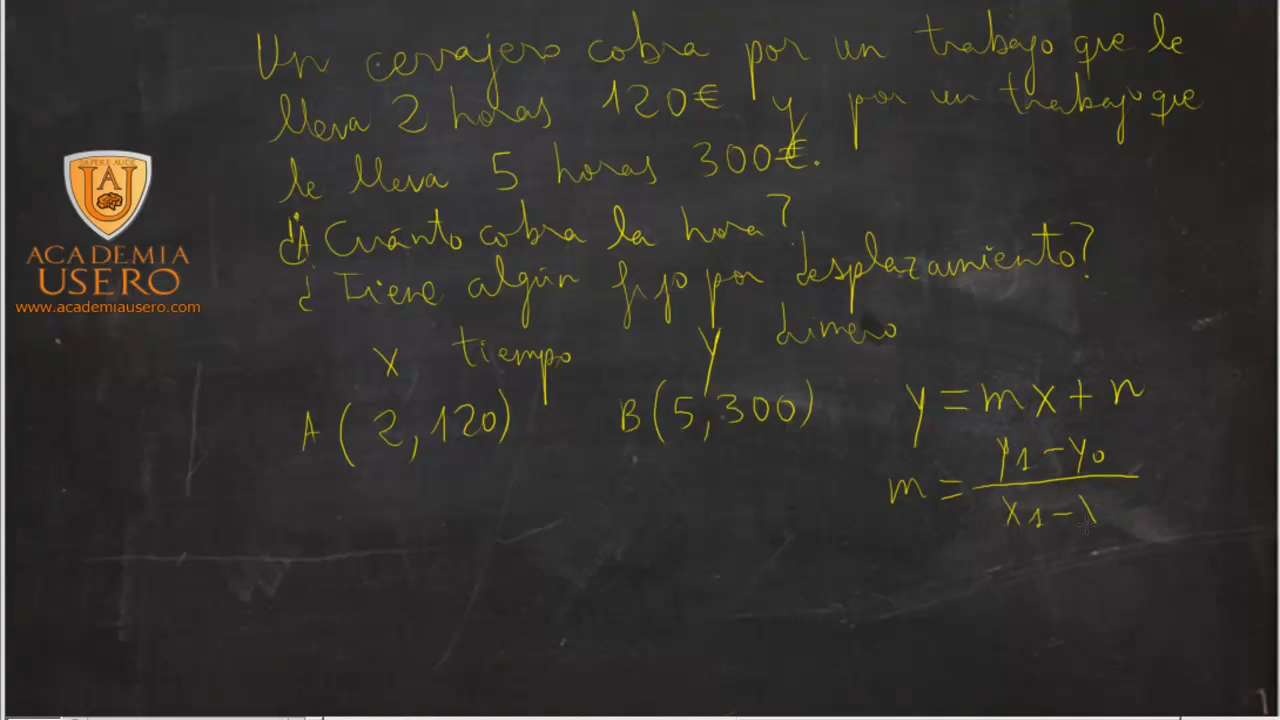 Un cerrajero cobra por un trabajo que le
lleva 2 horas 120€ y por un trabajo que
le lleva 5 horas 300€.
¿A Cuánto cobra la hora?
¿Tiene algún fijo por desplazamiento?
x tiempo y dinero
A(2,120) B(5,300) y=mx+n
m=
y1-y0
x1-
SAPERE AUDE
UA
ACADEMIA
USERO
www.academiausero.com